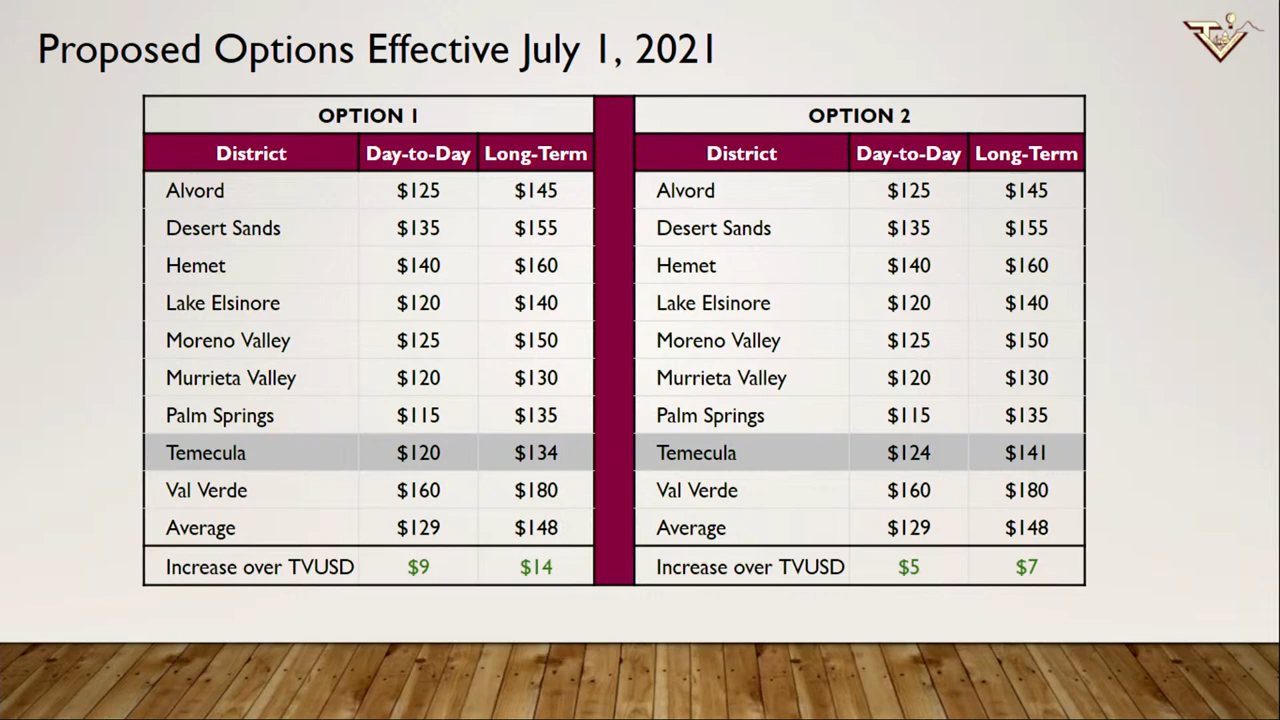 Proposed Options Effective July 1, 2021
OPTION 1
District Day-to-Day Long-Term
Alvord $125 $145
Desert Sands $135 $155
Hemet $140 $160
Lake Elsinore $120 $140
Moreno Valley $125 $150
Murrieta Valley $120 $130
Palm Springs $115 $135
Temecula $120 $134
Val Verde $160 $180
Average $129 $148
Increase over TVUSD $9 $14
OPTION 2
District Day-to-Day Long-Term
Alvord $125 $145
Desert Sands $135 $155
Hemet $140 $160
Lake Elsinore $120 $140
Moreno Valley $125 $150
Murrieta Valley $120 $130
Palm Springs $115 $135
Temecula $124 $141
Val Verde $160 $180
Average $129 $148
Increase over TVUSD $5 $7
TV